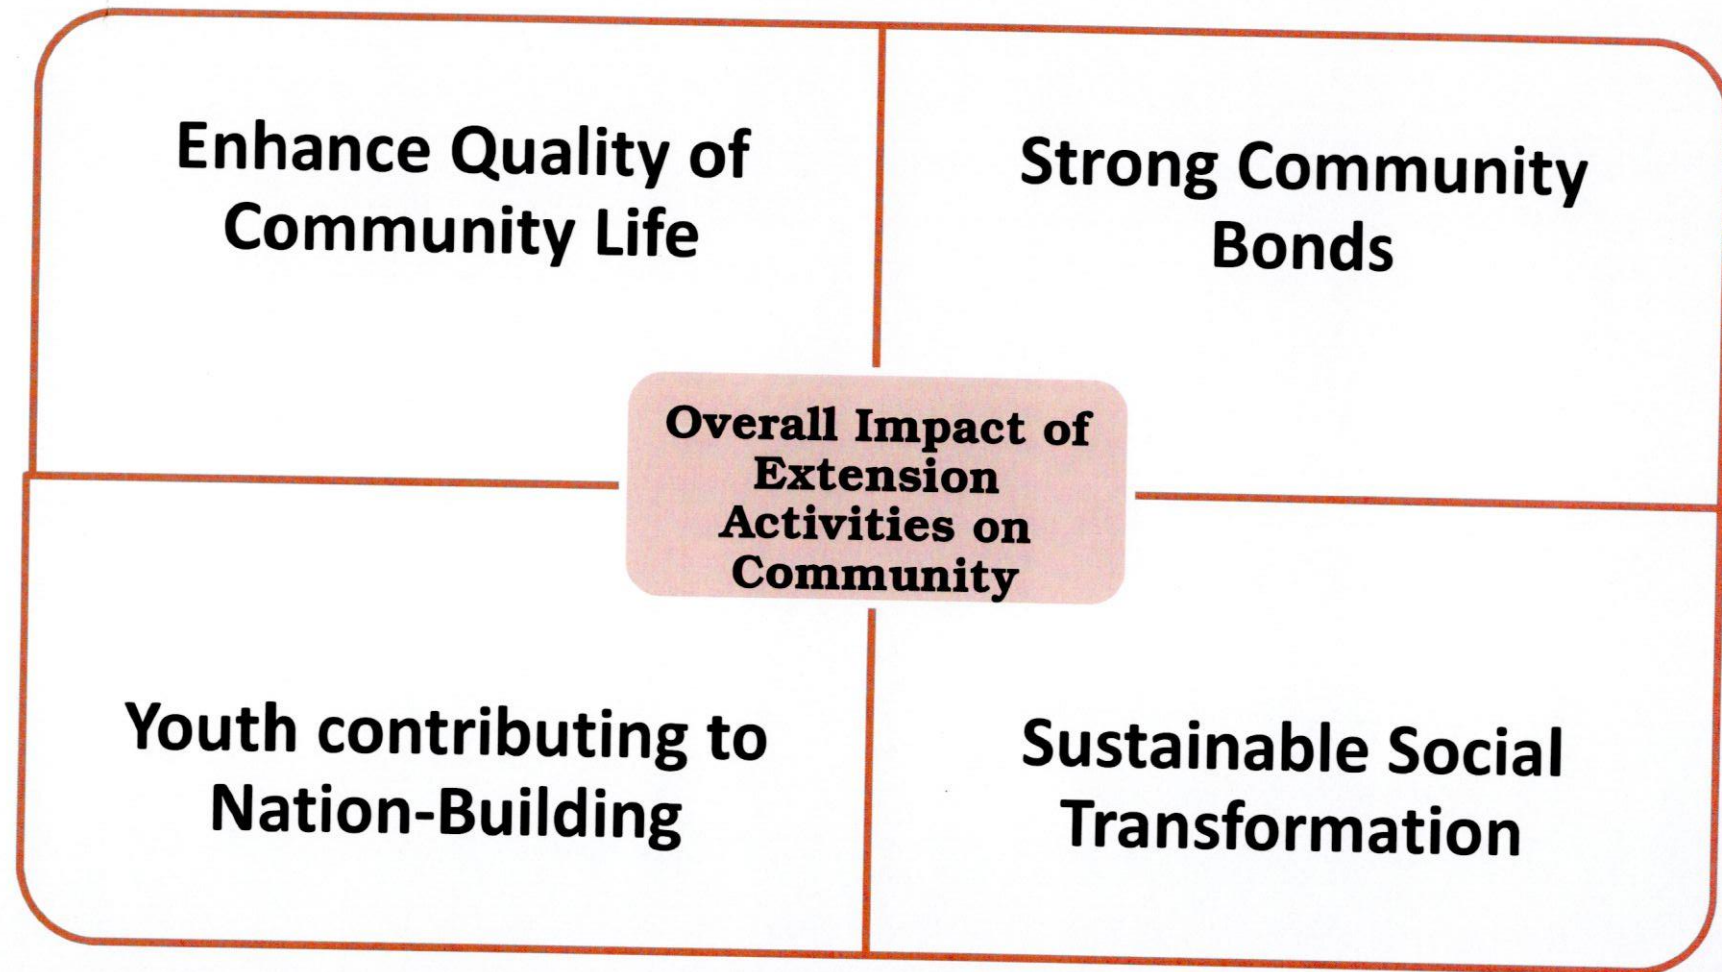 Enhance Quality of
Community Life
Strong Community
Bonds
Overall Impact of
Extension
Activities on
Community
Youth contributing to
Nation-Building
Sustainable Social
Transformation